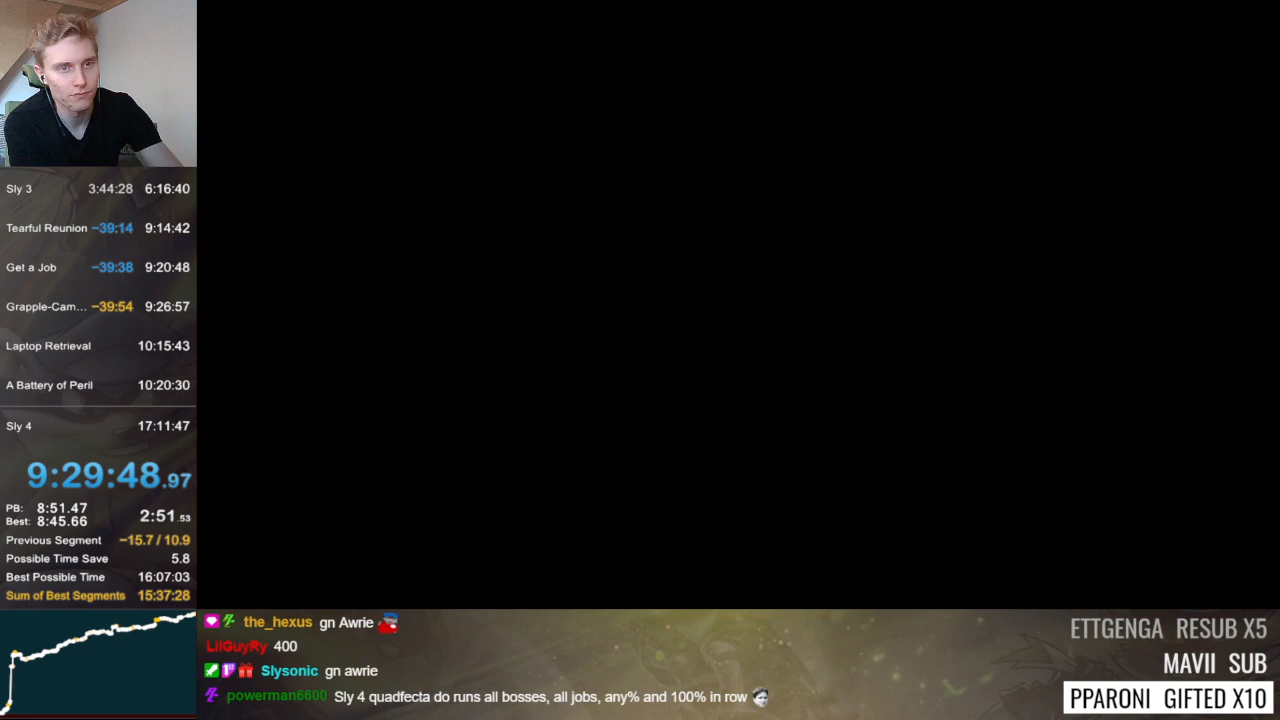 Sly 3 3:44:28 6:16:40
Tearful Reunion −39:14 9:14:42
Get a Job −39:38 9:20:48
Grapple-Cam... −39:54 9:26:57
Laptop Retrieval 10:15:43
A Battery of Peril 10:20:30
Sly 4 17:11:47
9:29:48.97
PB: 8:51.47
Best: 8:45.66 2:51.53
Previous Segment −15.7 / 10.9
Possible Time Save 5.8
Best Possible Time 16:07:03
Sum of Best Segments 15:37:28
the_hexus gn Awrie
LiiGuyRy 400
Slysonic gn awrie
powerman6600 Sly 4 quadfecta do runs all bosses, all jobs, any% and 100% in row
ETTGENGA RESUB X5
MAVII SUB
PPARONI GIFTED X10